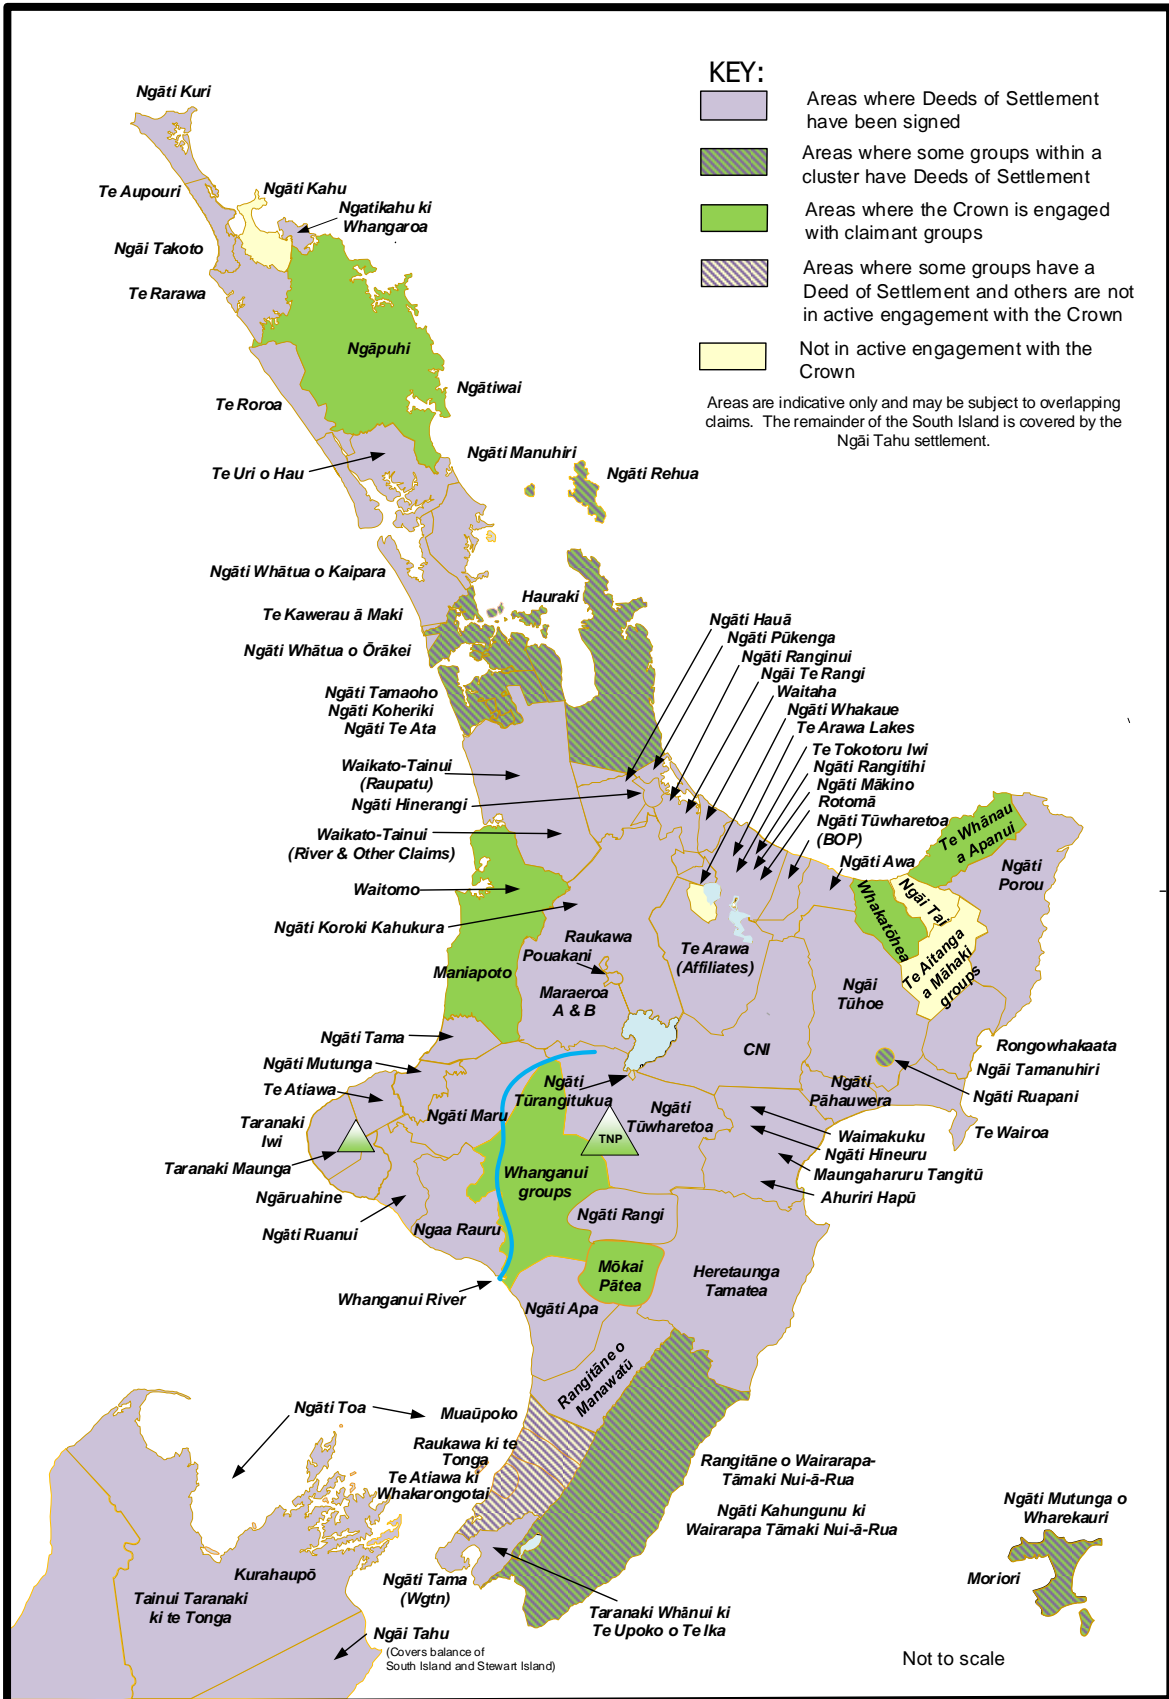 KEY:
Areas where Deeds of Settlement
have been signed
Areas where some groups within a
cluster have Deeds of Settlement
Areas where the Crown is engaged
with claimant groups
Areas where some groups have a
Deed of Settlement and others are not
in active engagement with the Crown
Not in active engagement with the
Crown
Areas are indicative only and may be subject to overlapping
claims. The remainder of the South Island is covered by the
Ngāi Tahu settlement.
Ngāti Kuri
Te Aupouri
Ngāti Kahu
Ngatikahu ki
Whangaroa
Ngāi Takoto
Te Rarawa
Ngāpuhi
Ngātiwai
Te Roroa
Te Uri o Hau
Ngāti Manuhiri
Ngāti Rehua
Ngāti Whātua o Kaipara
Hauraki
Te Kawerau ā Maki
Ngāti Whātua o Ōrākei
Ngāti Tamaoho
Ngāti Koheriki
Ngāti Te Ata
Ngāti Hauā
Ngāti Pūkenga
Ngāti Ranginui
Ngāi Te Rangi
Waitaha
Ngāti Whakaue
Te Arawa Lakes
Te Tokotoru Iwi
Ngāti Rangitihi
Ngāti Mākino
Rotomā
Ngāti Tūwharetoa
(BOP)
Ngāti Awa
Waikato-Tainui
(Raupatu)
Ngāti Hinerangi
Waikato-Tainui
(River & Other Claims)
Waitomo
Ngāti Koroki Kahukura
Te Whānau
a Apanui
Ngāti
Porou
Ngāi Tai
Whakatōhea
Te Aitanga
a Māhaki
groups
Raukawa
Pouakani
Te Arawa
(Affiliates)
Maniapoto
Maraeroa
A & B
Ngāi
Tūhoe
Ngāti Tama
CNI
Rongowhakaata
Ngāi Tamanuhiri
Ngāti Mutunga
Te Atiawa
Ngāti
Tūrangitukua
Ngāti
Pāhauwera
Ngāti Ruapani
Ngāti Maru
Ngāti
Tūwharetoa
Taranaki
Iwi
TNP
Te Wairoa
Waimakuku
Ngāti Hineuru
Maungaharuru Tangitū
Ahuriri Hapū
Taranaki Maunga
Whanganui
groups
Ngāruahine
Ngāti Ruanui
Ngaa Rauru
Ngāti Rangi
Mōkai
Pātea
Heretaunga
Tamatea
Whanganui River
Ngāti Apa
Rangitāne o
Manawatū
Ngāti Toa
Muaūpoko
Raukawa ki te
Tonga
Te Atiawa ki
Whakarongotai
Rangitāne o Wairarapa-
Tāmaki Nui-ā-Rua
Ngāti Kahungunu ki
Wairarapa Tāmaki Nui-ā-Rua
Ngāti Mutunga o
Wharekauri
Moriori
Kurahaupō
Tainui Taranaki
ki te Tonga
Ngāti Tama
(Wgtn)
Taranaki Whānui ki
Te Upoko o Te Ika
Ngāi Tahu
(Covers balance of
South Island and Stewart Island)
Not to scale